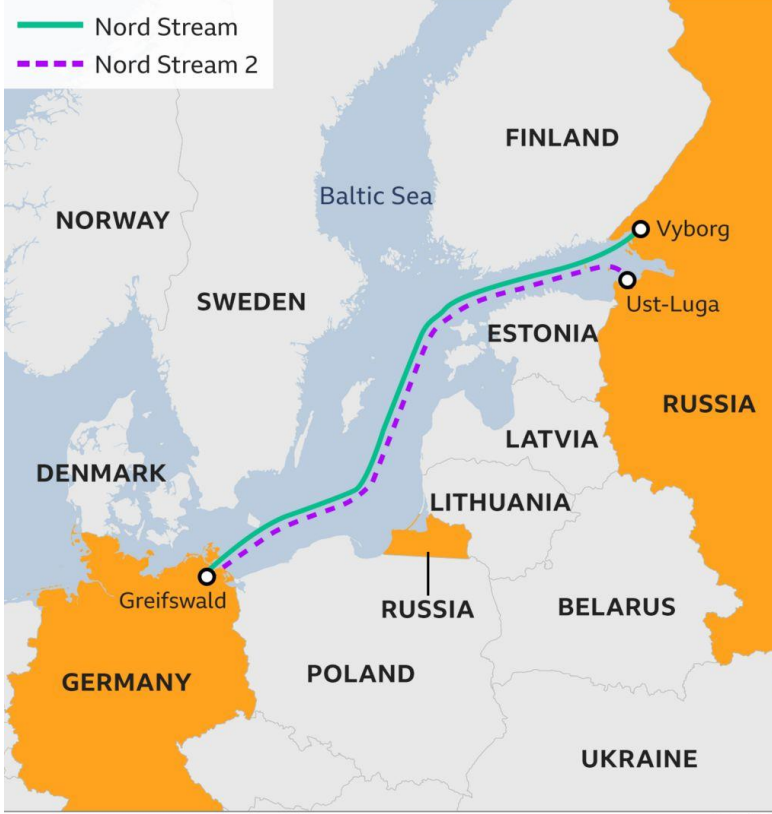 Nord Stream
Nord Stream 2
FINLAND
Baltic Sea
NORWAY
Vyborg
SWEDEN
Ust-Luga
ESTONIA
RUSSIA
LATVIA
DENMARK
LITHUANIA
Greifswald
RUSSIA
BELARUS
POLAND
GERMANY
UKRAINE